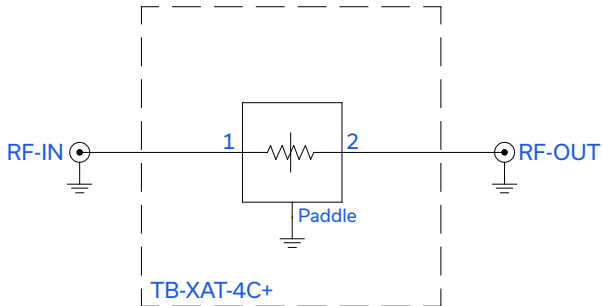 1
2
RF-IN
RF-OUT
Paddle
TB-XAT-4C+